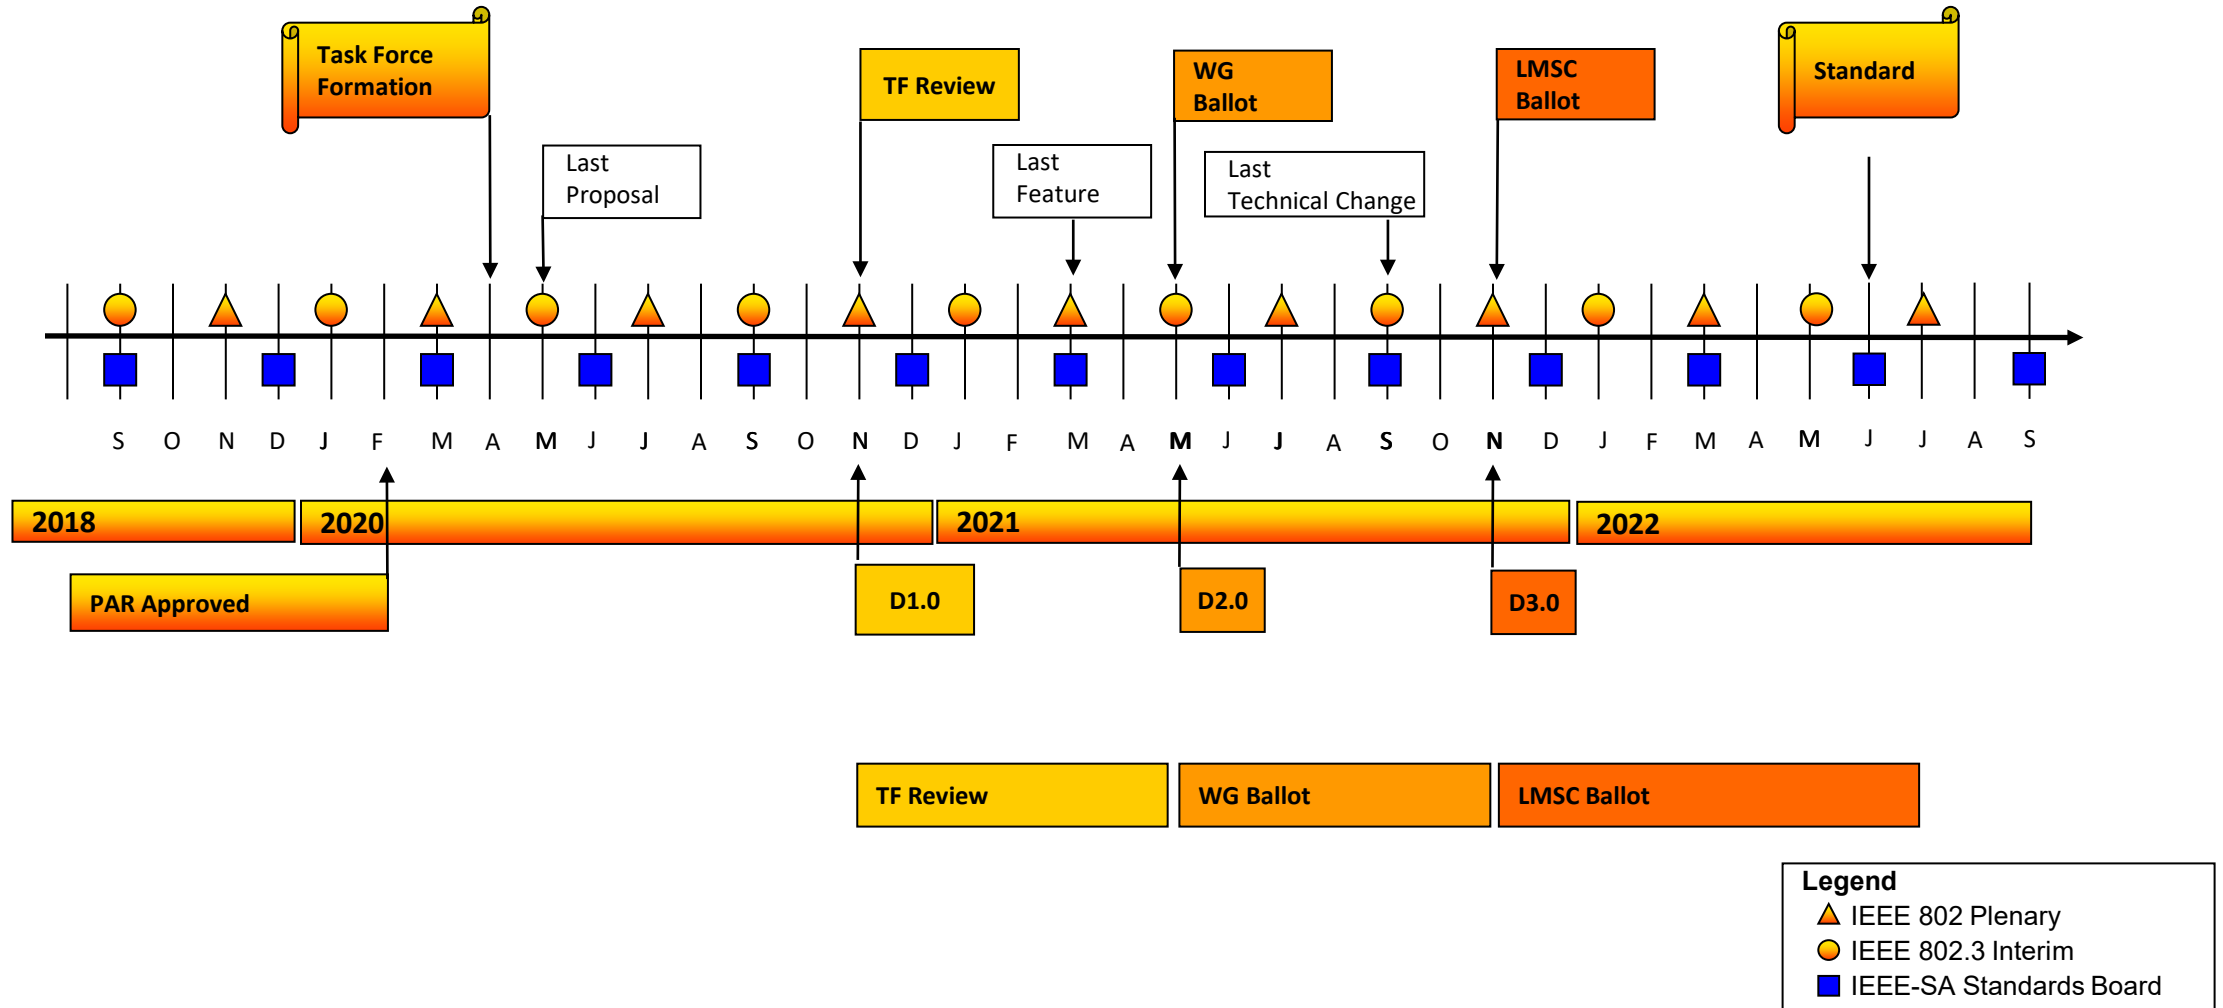 Task Force
Formation
TF Review
WG
Ballot
LMSC
Ballot
Standard
Last
Proposal
Last
Feature
Last
Technical Change
S O N D J F M A M J J A S O N D J F M A M J J A S O N D J F M A M J J A S
2018 2020 2021 2022
PAR Approved
D1.0
D2.0
D3.0
TF Review
WG Ballot
LMSC Ballot
Legend
IEEE 802 Plenary
IEEE 802.3 Interim
IEEE-SA Standards Board